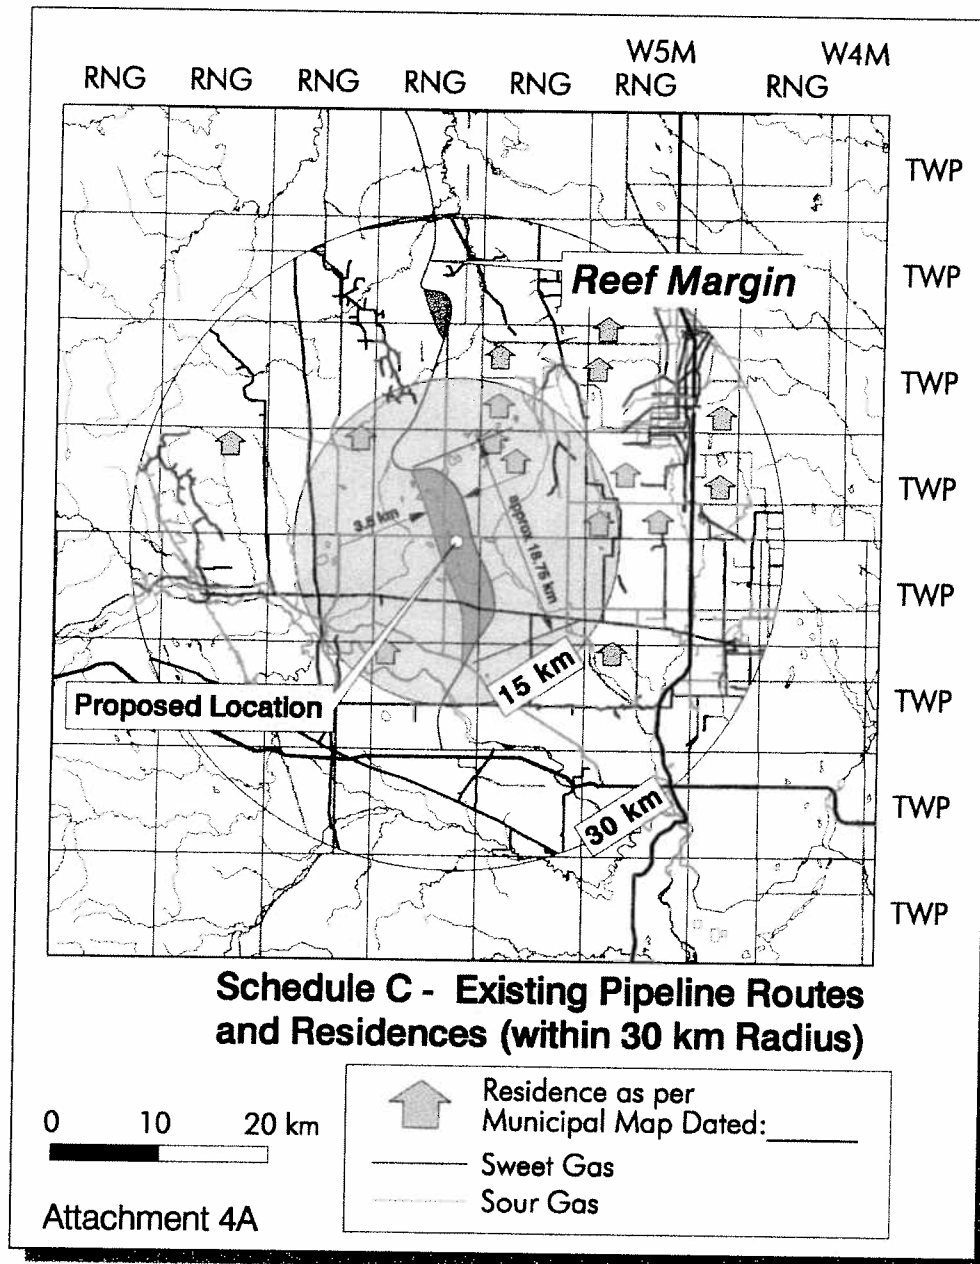 W5M W4M
RNG RNG RNG RNG RNG RNG RNG
TWP
TWP
Reef Margin
TWP
TWP
3.5 km
approx 18.75 km
TWP
15 km
Proposed Location
TWP
30 km
TWP
TWP
Schedule C - Existing Pipeline Routes
and Residences (within 30 km Radius)
Residence as per
Municipal Map Dated:
0 10 20 km
Sweet Gas
Sour Gas
Attachment 4A